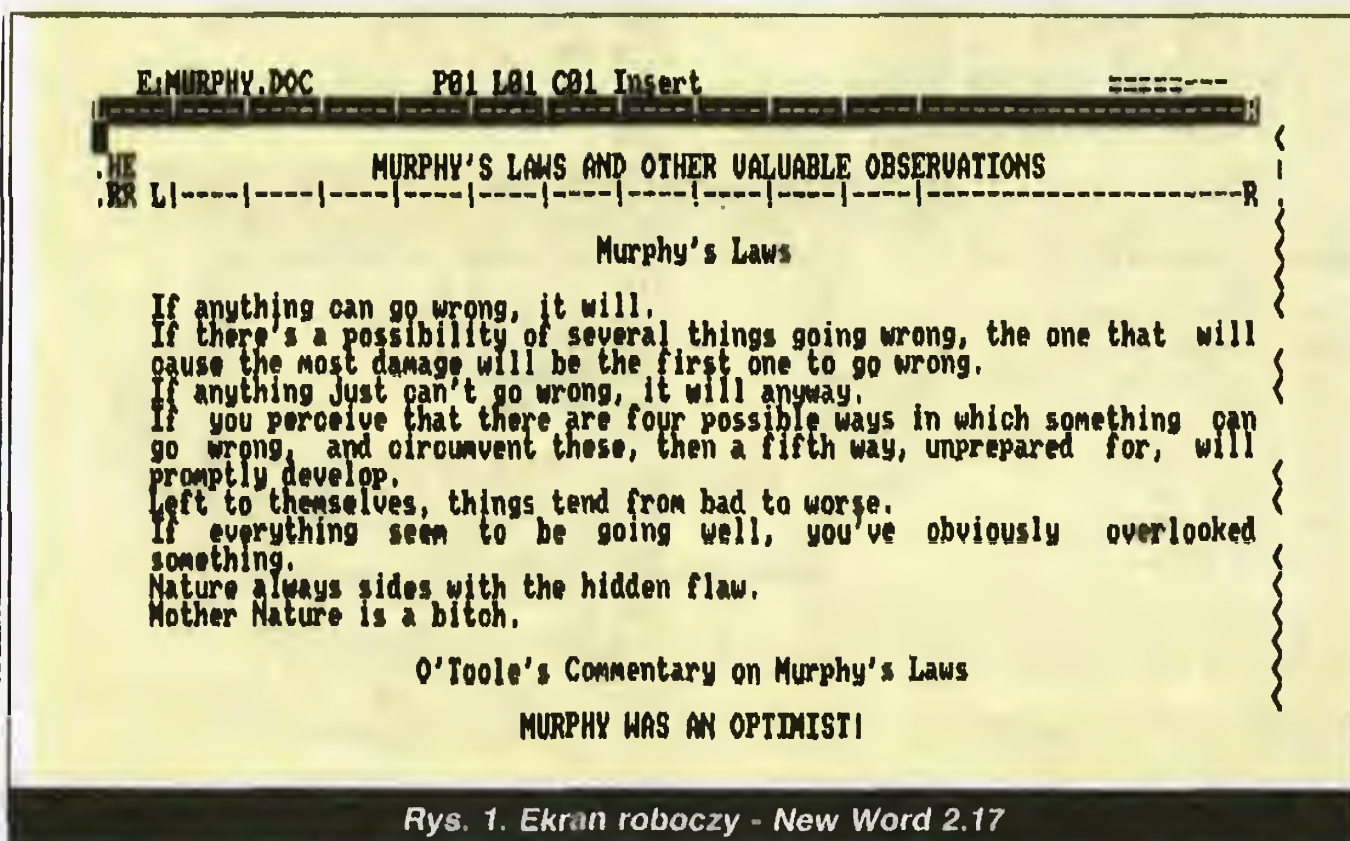 E:MURPHY.DOC P01 L01 C01 Insert
.HE MURPHY'S LAWS AND OTHER VALUABLE OBSERVATIONS
.RR L|----|----|----|----|----|----|----!----|----|----|----|----------------------R
Murphy's Laws
If anything can go wrong, it will.
If there's a possibility of several things going wrong, the one that will
cause the most damage will be the first one to go wrong.
If anything just can't go wrong, it will anyway.
If you perceive that there are four possible ways in which something can
go wrong, and circumvent these, then a fifth way, unprepared for, will
promptly develop.
Left to themselves, things tend from bad to worse.
If everything seem to be going well, you've obviously overlooked
something.
Nature always sides with the hidden flaw.
Mother Nature is a bitch.
O'Toole's Commentary on Murphy's Laws
MURPHY WAS AN OPTIMIST!
Rys. 1. Ekran roboczy - New Word 2.17